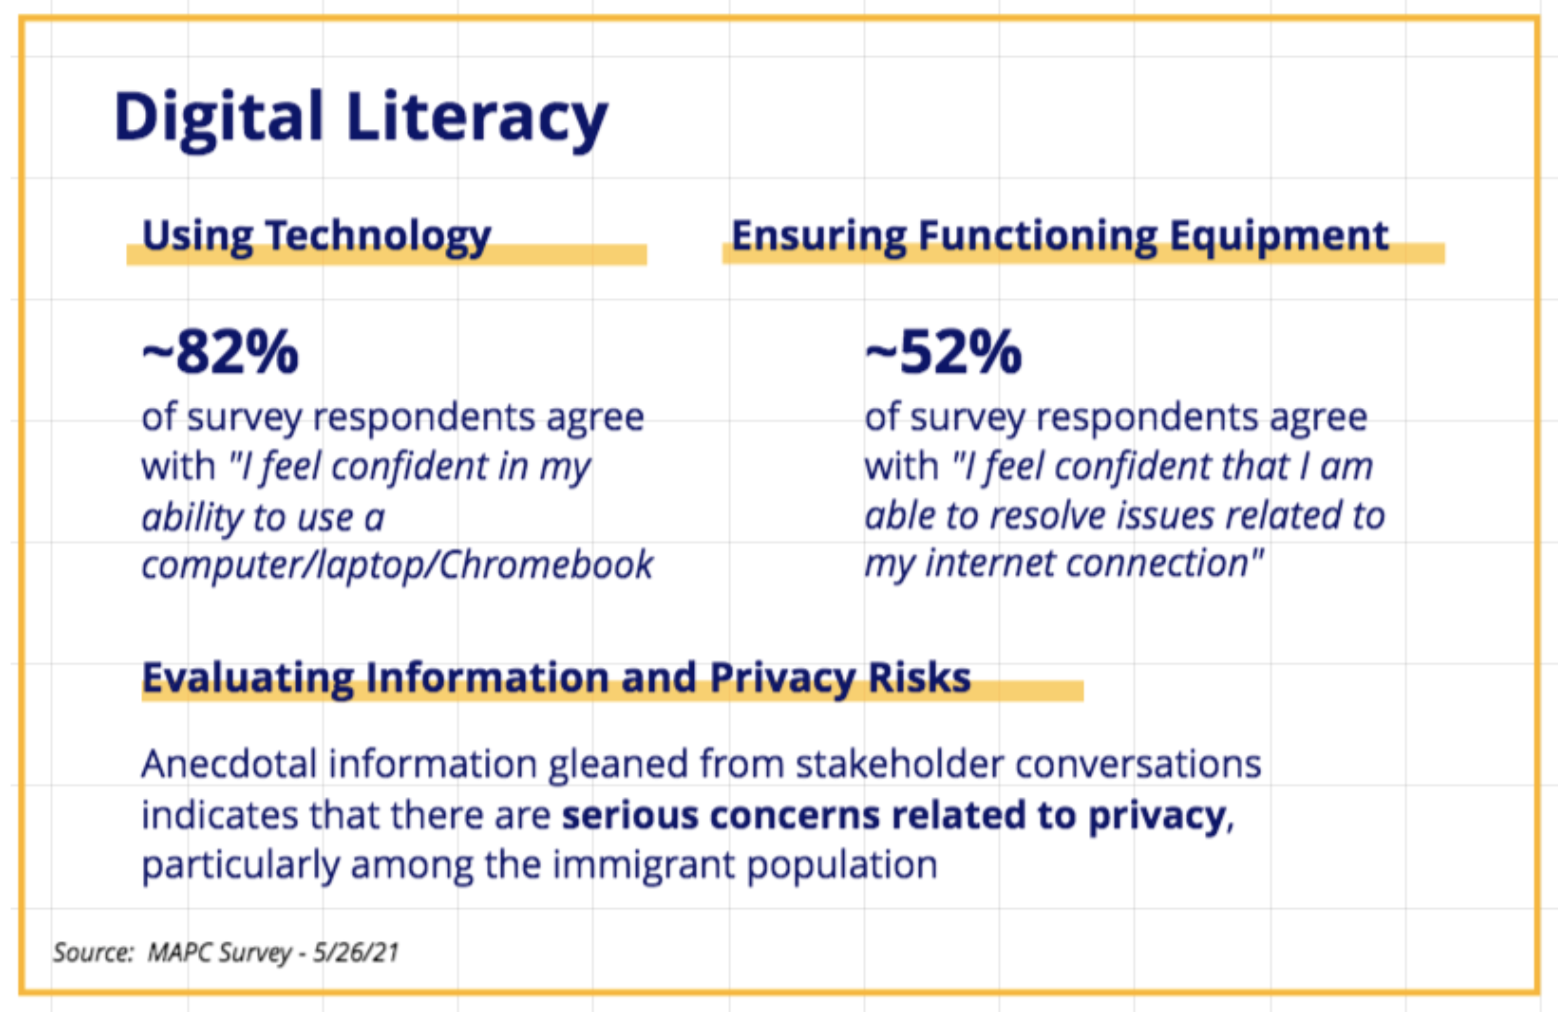 Digital Literacy
Using Technology
~82%
of survey respondents agree
with "I feel confident in my
ability to use a
computer/laptop/Chromebook
Ensuring Functioning Equipment
~52%
of survey respondents agree
with "I feel confident that I am
able to resolve issues related to
my internet connection"
Evaluating Information and Privacy Risks
Anecdotal information gleaned from stakeholder conversations
indicates that there are serious concerns related to privacy,
particularly among the immigrant population
Source: MAPC Survey - 5/26/21